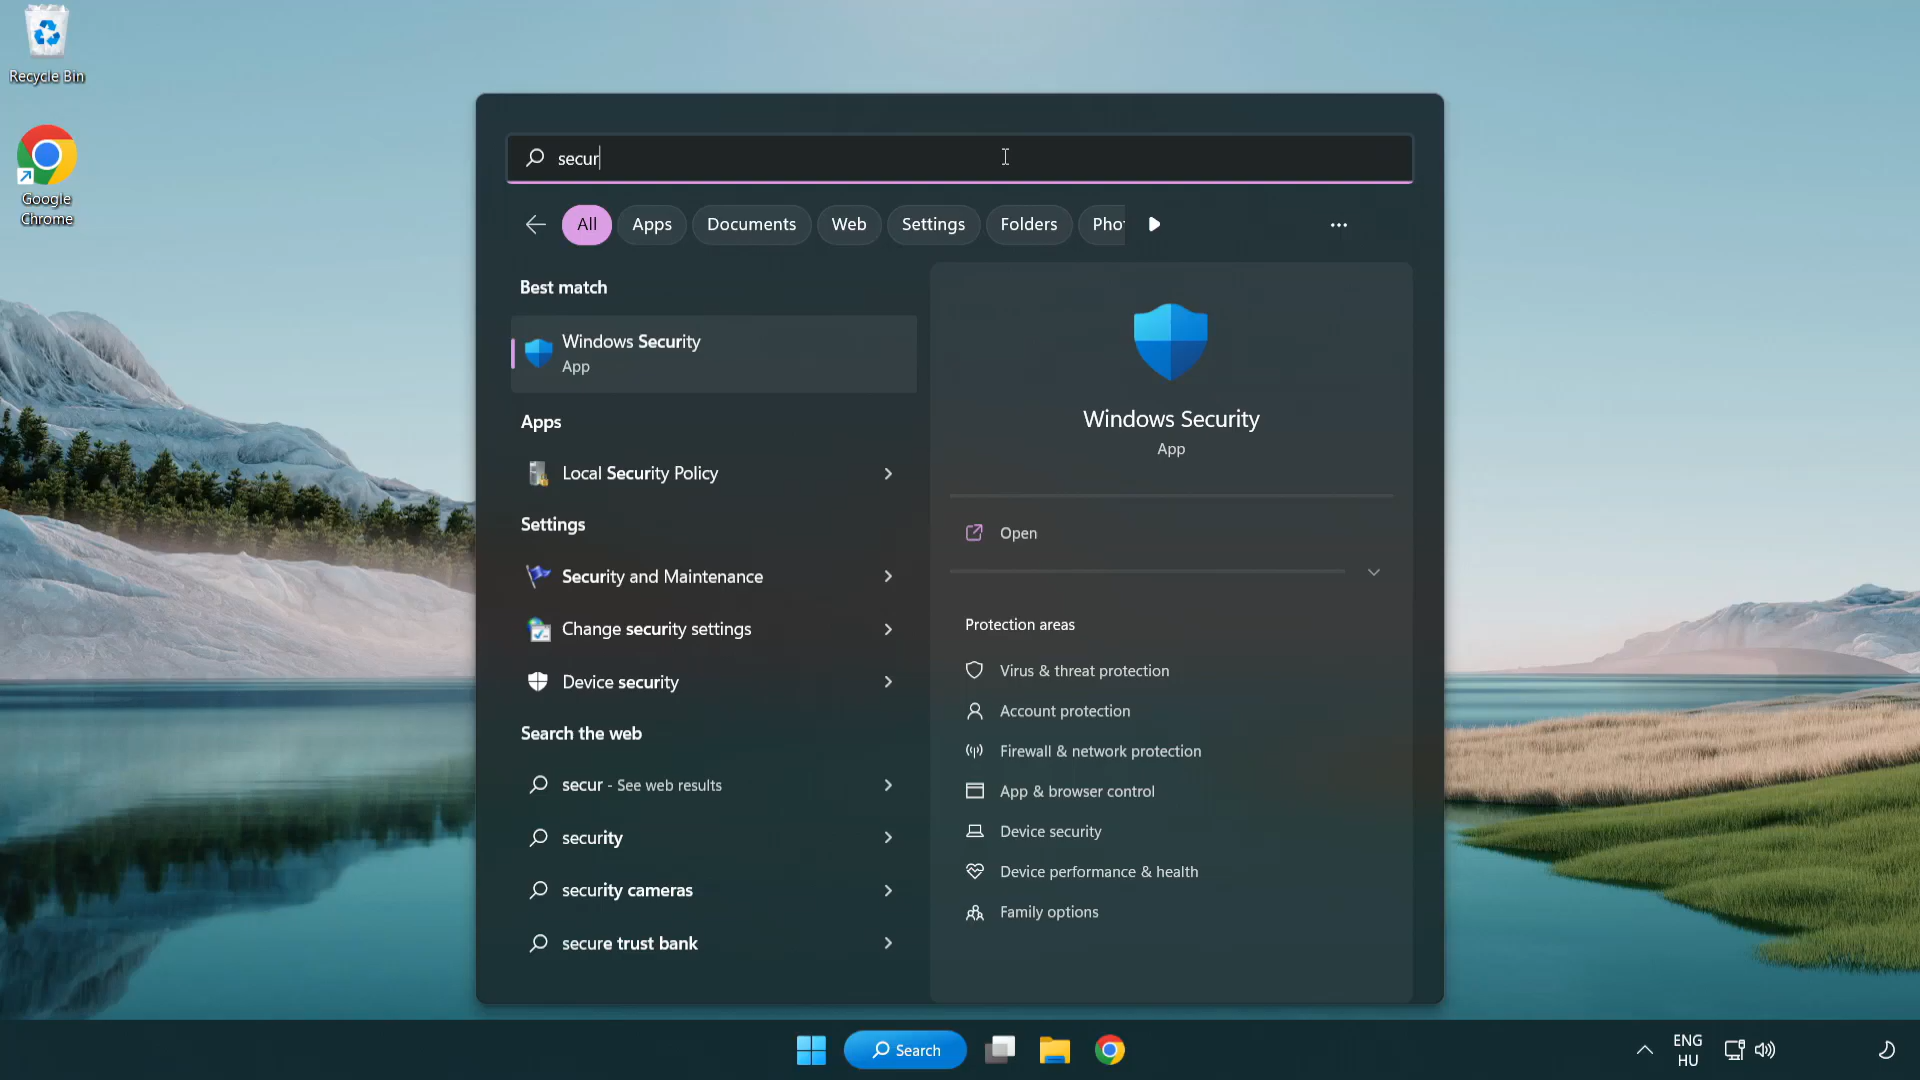 Recycle Bin
Google
Chrome
secur
All
Apps
Documents
Web
Settings
Folders
Pho
Best match
Windows Security
App
Apps
Local Security Policy
Settings
Security and Maintenance
Change security settings
Device security
Search the web
secur - See web results
security
security cameras
secure trust bank
Windows Security
App
Open
Protection areas
Virus & threat protection
Account protection
Firewall & network protection
App & browser control
Device security
Device performance & health
Family options
Search
ENG
HU